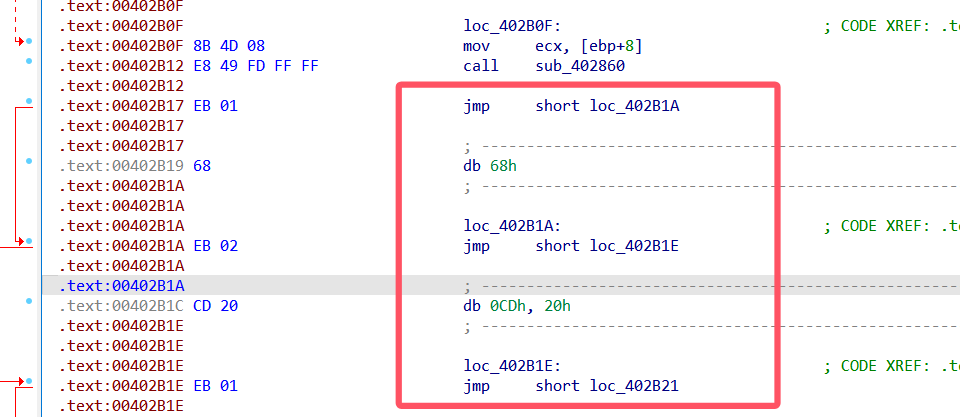 .text:00402B0F
.text:00402B0F loc_402B0F: ; CODE XREF: .t
.text:00402B0F 8B 4D 08 mov ecx, [ebp+8]
.text:00402B12 E8 49 FD FF FF call sub_402860
.text:00402B12
.text:00402B17 EB 01 jmp short loc_402B1A
.text:00402B17
.text:00402B17 ; ---------------------------------------------------
.text:00402B19 68 db 68h
.text:00402B1A ; ---------------------------------------------------
.text:00402B1A
.text:00402B1A loc_402B1A: ; CODE XREF: .te
.text:00402B1A EB 02 jmp short loc_402B1E
.text:00402B1A
.text:00402B1A ; ---------------------------------------------------
.text:00402B1C CD 20 db 0CDh, 20h
.text:00402B1E ; ---------------------------------------------------
.text:00402B1E
.text:00402B1E loc_402B1E: ; CODE XREF: .te
.text:00402B1E EB 01 jmp short loc_402B21
.text:00402B1E